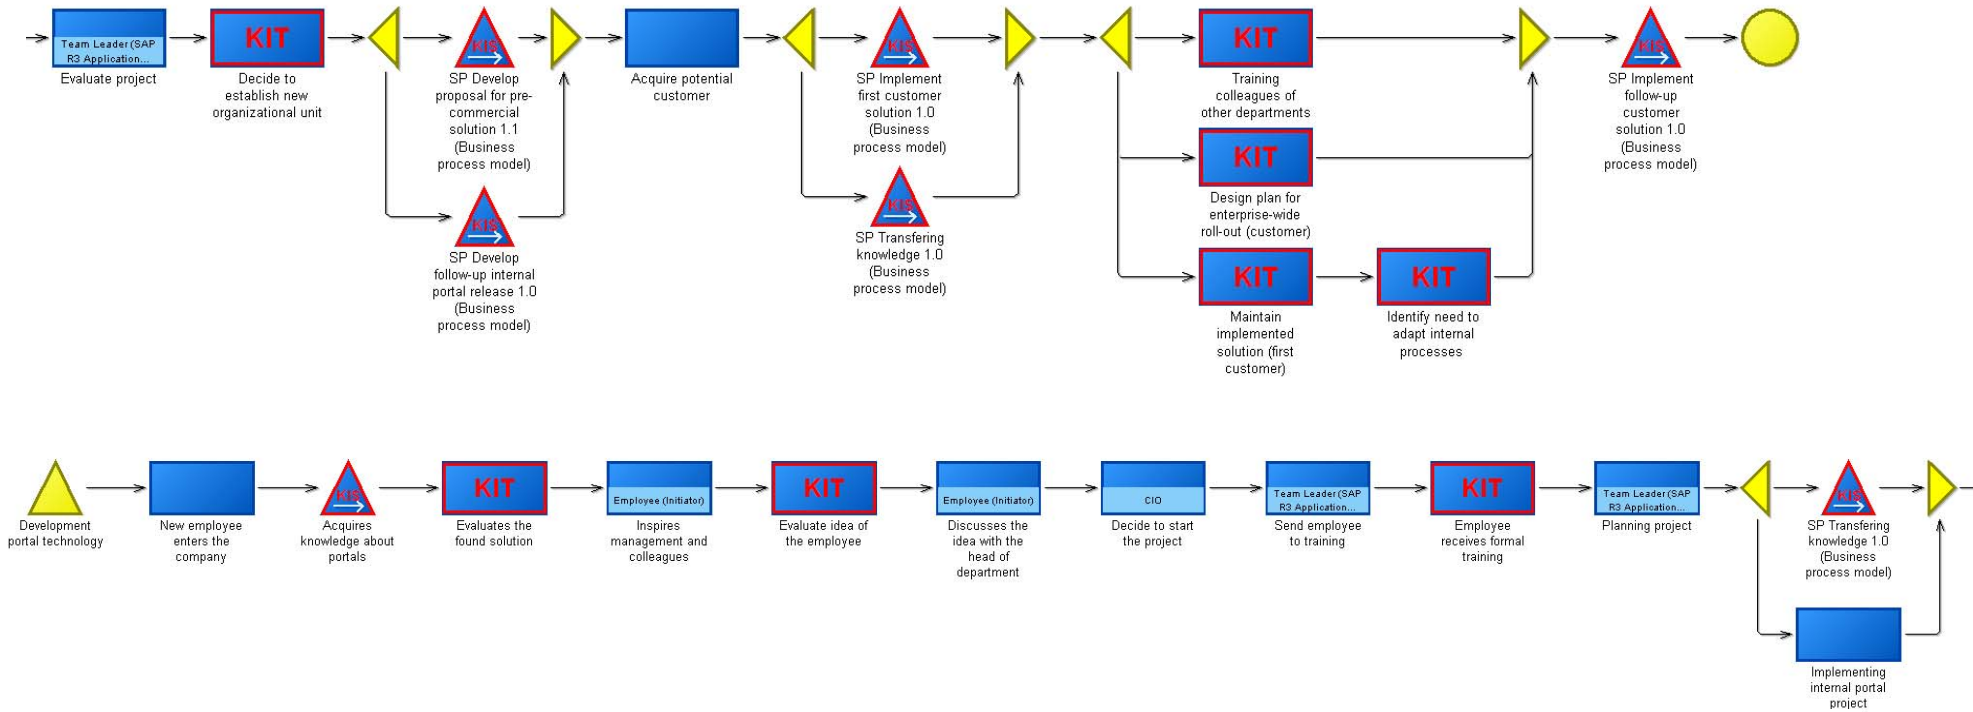 Team Leader (SAP
R3 Application...
Evaluate project
KIT
Decide to
establish new
organizational unit
KIS
SP Develop
proposal for pre-
commercial
solution 1.1
(Business
process model)
KIS
SP Develop
follow-up internal
portal release 1.0
(Business
process model)
Acquire potential
customer
KIS
SP Implement
first customer
solution 1.0
(Business
process model)
KIS
SP Transfering
knowledge 1.0
(Business
process model)
KIT
Training
colleagues of
other departments
KIT
Design plan for
enterprise-wide
roll-out (customer)
KIT
Maintain
implemented
solution (first
customer)
KIT
Identify need to
adapt internal
processes
KIS
SP Implement
follow-up
customer
solution 1.0
(Business
process model)
Development
portal technology
New employee
enters the
company
KIS
Acquires
knowledge about
portals
KIT
Evaluates the
found solution
Employee (Initiator)
Inspires
management and
colleagues
KIT
Evaluate idea of
the employee
Employee (Initiator)
Discusses the
idea with the
head of
department
CIO
Decide to start
the project
Team Leader (SAP
R3 Application...
Send employee
to training
KIT
Employee
receives formal
training
Team Leader (SAP
R3 Application...
Planning project
KIS
SP Transfering
knowledge 1.0
(Business
process model)
Implementing
internal portal
project